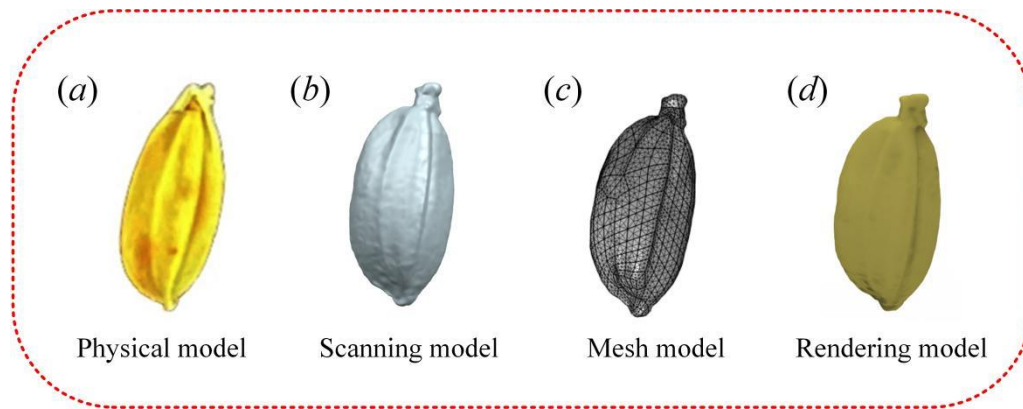 (a) (b) (c) (d)
Physical model Scanning model Mesh model Rendering model